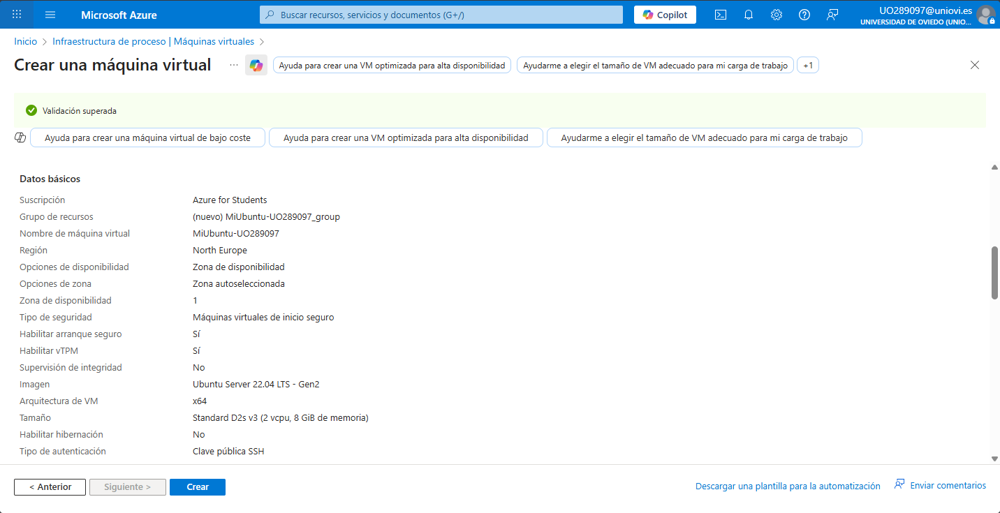 Microsoft Azure
Buscar recursos, servicios y documentos (G+/)
Copilot
UO289097@uniovi.es
UNIVERSIDAD DE OVIEDO (UNIO...
Inicio > Infraestructura de proceso | Máquinas virtuales >
Crear una máquina virtual ...
Ayuda para crear una VM optimizada para alta disponibilidad
Ayudarme a elegir el tamaño de VM adecuado para mi carga de trabajo
+1
Validación superada
Ayuda para crear una máquina virtual de bajo coste
Ayuda para crear una VM optimizada para alta disponibilidad
Ayudarme a elegir el tamaño de VM adecuado para mi carga de trabajo
Datos básicos
Suscripción Azure for Students
Grupo de recursos (nuevo) MiUbuntu-UO289097_group
Nombre de máquina virtual MiUbuntu-UO289097
Región North Europe
Opciones de disponibilidad Zona de disponibilidad
Opciones de zona Zona autoseleccionada
Zona de disponibilidad 1
Tipo de seguridad Máquinas virtuales de inicio seguro
Habilitar arranque seguro Sí
Habilitar vTPM Sí
Supervisión de integridad No
Imagen Ubuntu Server 22.04 LTS - Gen2
Arquitectura de VM x64
Tamaño Standard D2s v3 (2 vcpu, 8 GiB de memoria)
Habilitar hibernación No
Tipo de autenticación Clave pública SSH
< Anterior
Siguiente >
Crear
Descargar una plantilla para la automatización
Enviar comentarios